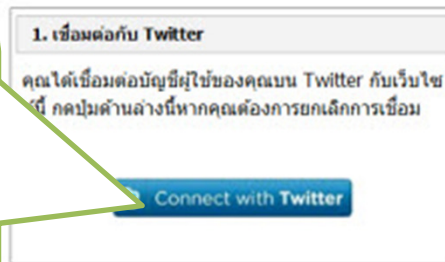 1. เชื่อมต่อกับ Twitter
คุณได้เชื่อมต่อบัญชีผู้ใช้ของคุณบน Twitter กับเว็บไซ
นี้ กดปุ่มด้านล่างนี้หากคุณต้องการยกเลิกการเชื่อม
Connect with Twitter